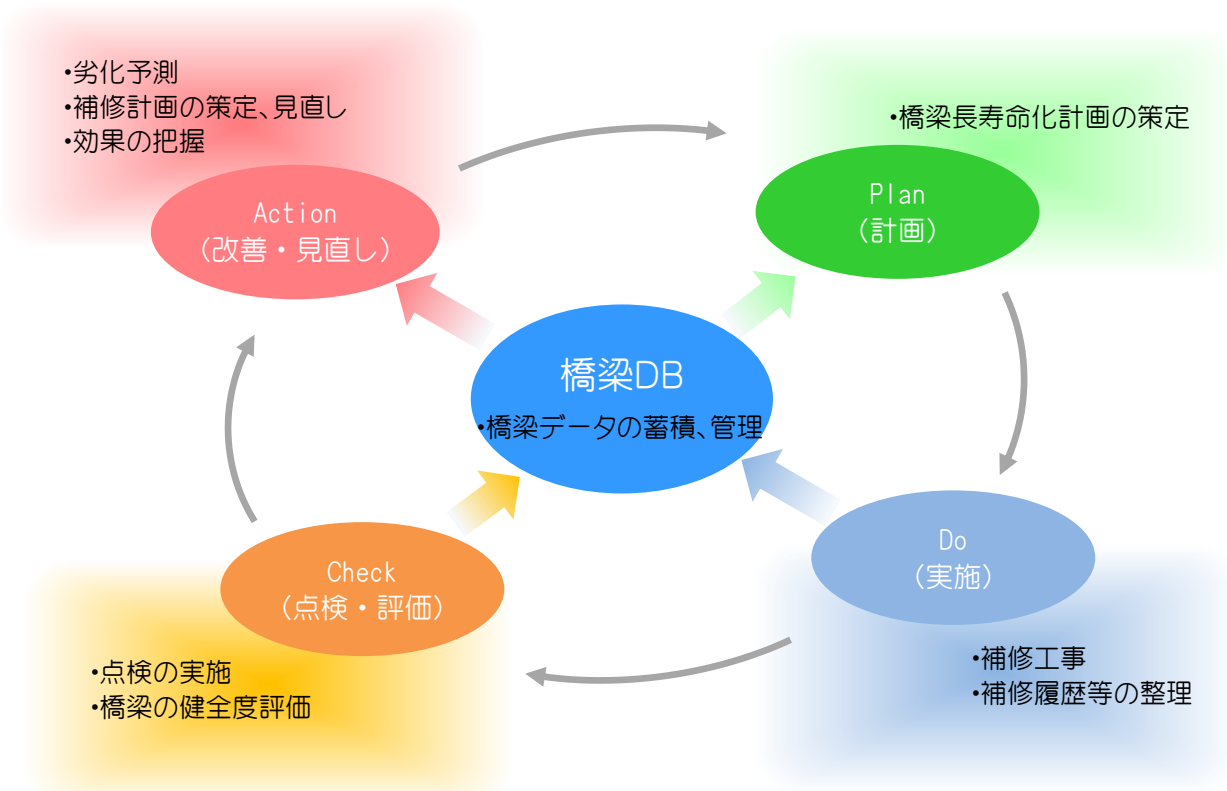 ・劣化予測
・補修計画の策定、見直し
・効果の把握
Action
(改善・見直し)
・橋梁長寿命化計画の策定
Plan
(計画)
橋梁DB
・橋梁データの蓄積、管理
Check
(点検・評価)
・点検の実施
・橋梁の健全度評価
Do
(実施)
・補修工事
・補修履歴等の整理